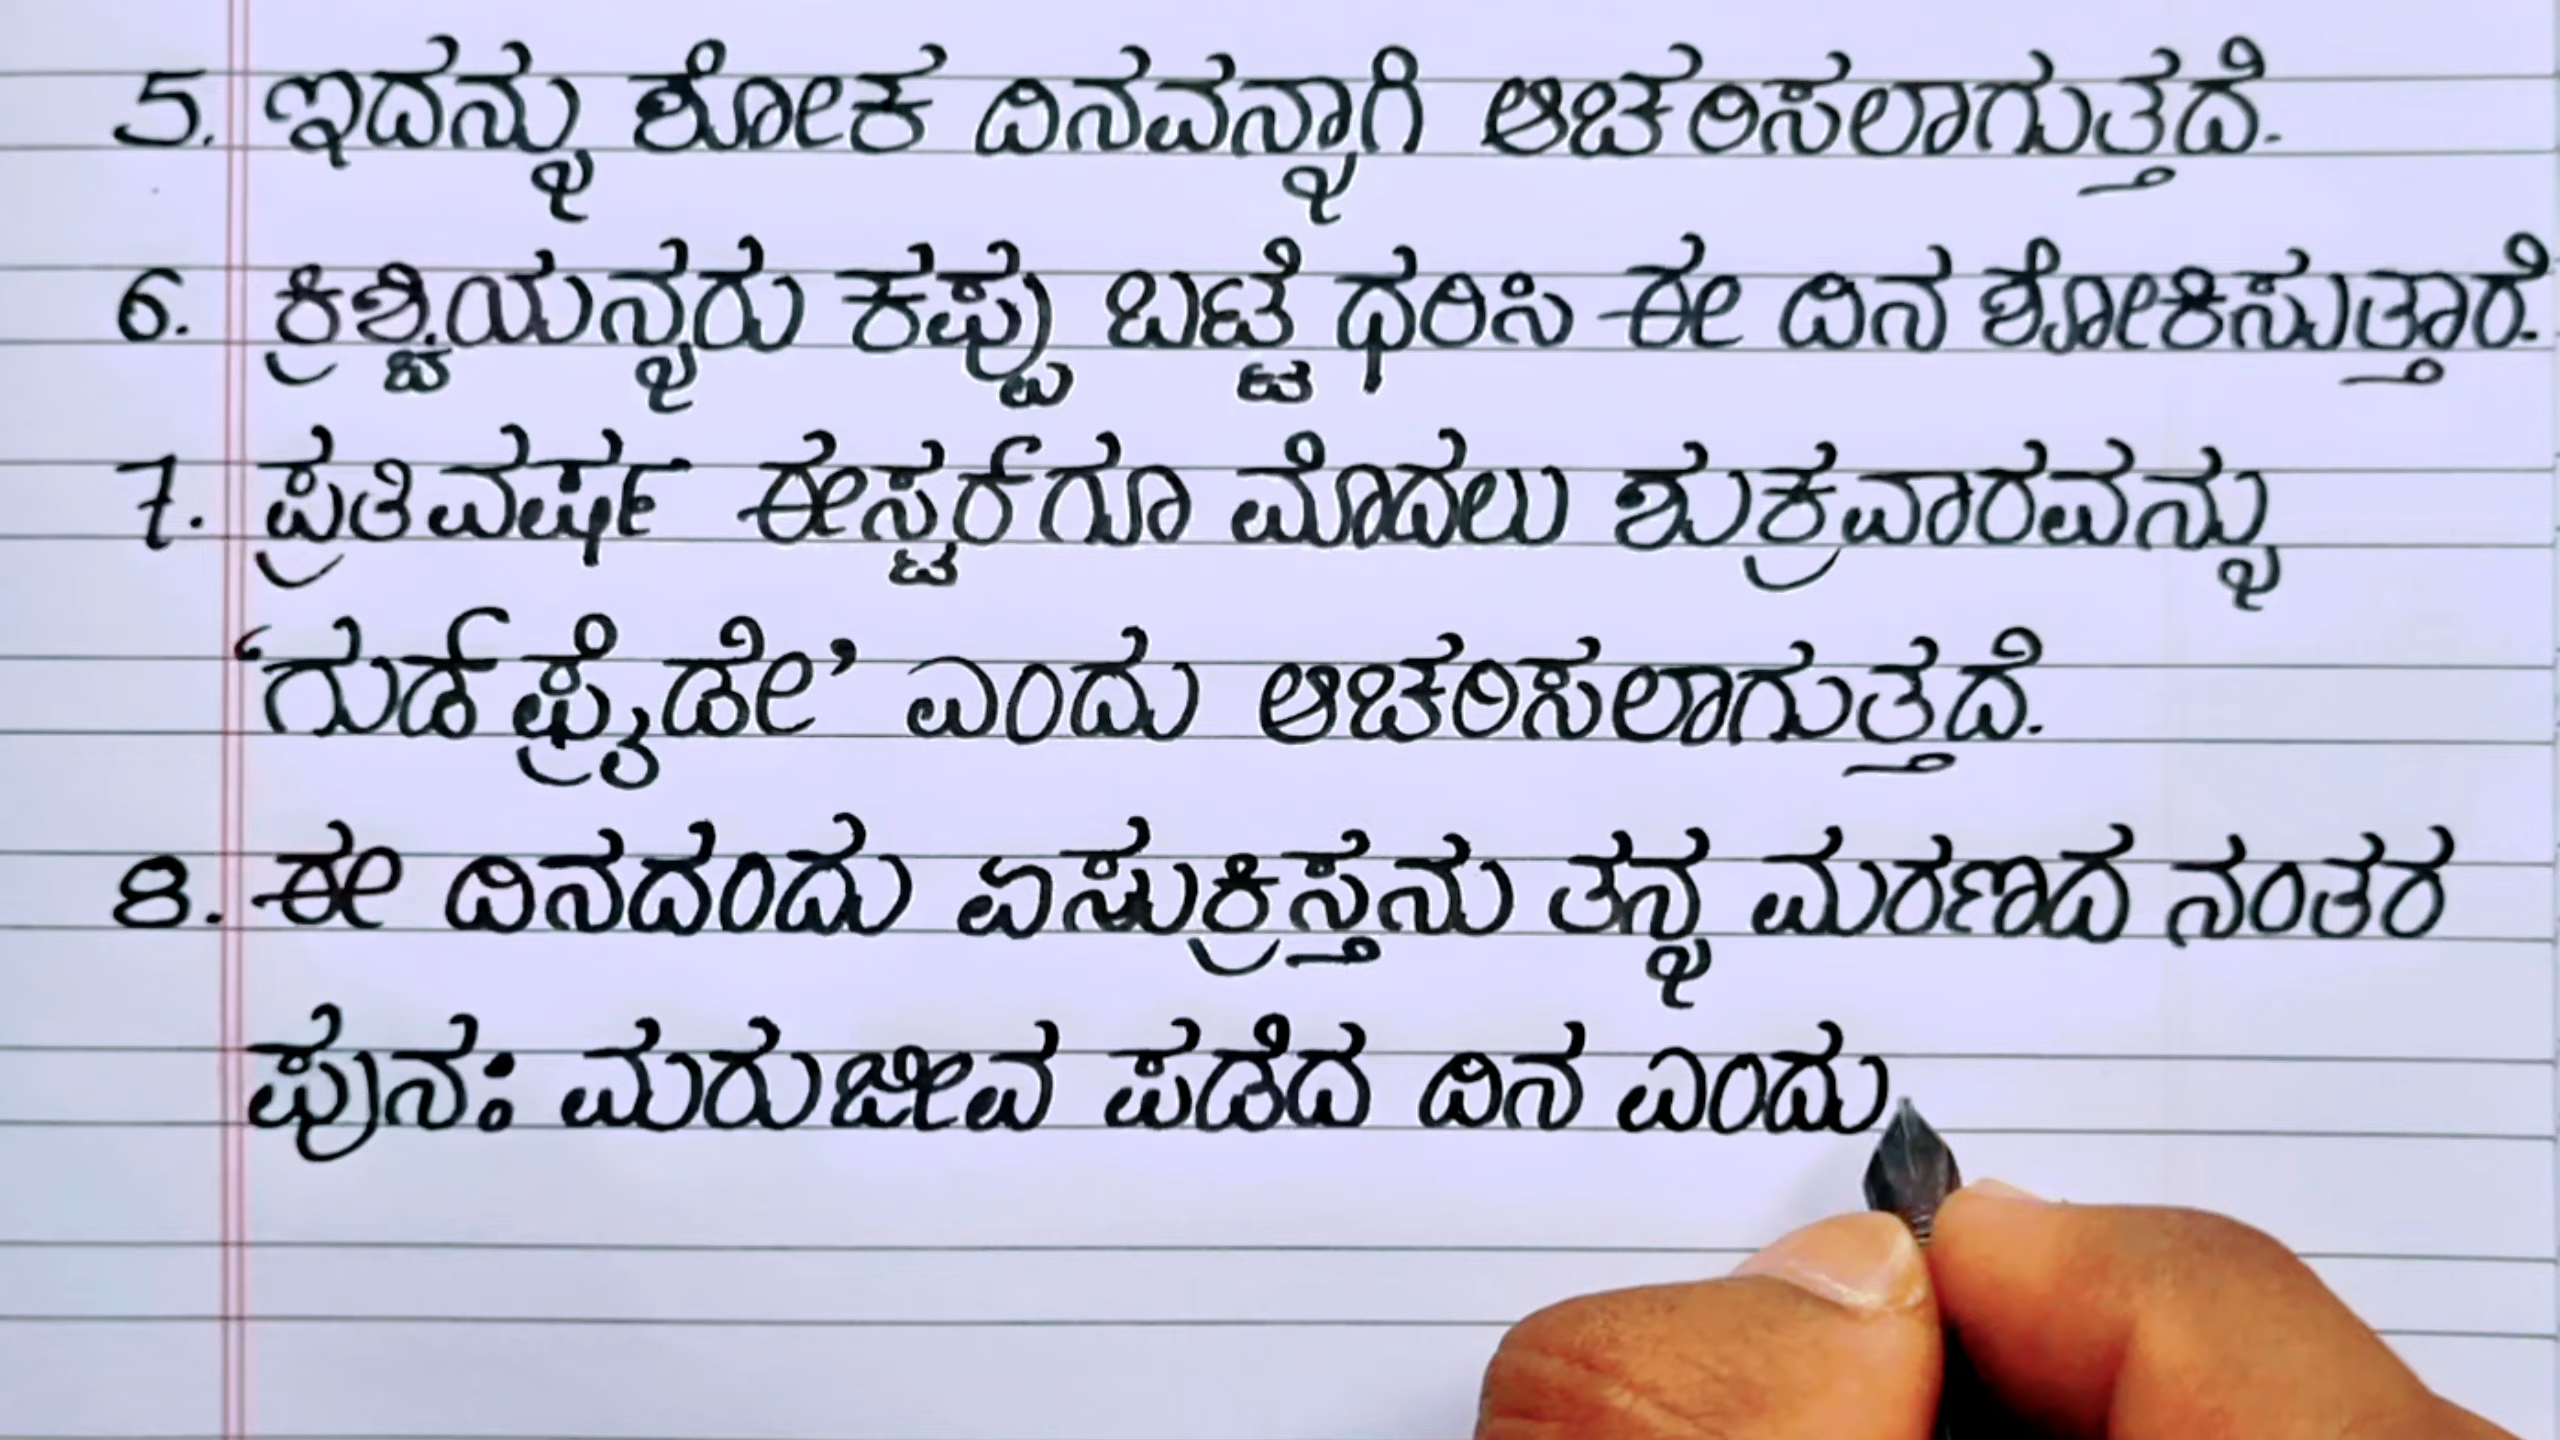 5. ಇದನ್ನು ಶೋಕ ದಿನವನ್ನಾಗಿ ಆಚರಿಸಲಾಗುತ್ತದೆ.
6. ಕ್ರಿಶ್ಚಿಯನ್ನರು ಕಪ್ಪು ಬಟ್ಟೆ ಧರಿಸಿ ಈ ದಿನ ಶೋಕಿಸುತ್ತಾರೆ.
7. ಪ್ರತಿವರ್ಷ ಈಸ್ಟರ್‌ಗೂ ಮೊದಲು ಶುಕ್ರವಾರವನ್ನು
‘ಗುಡ್ ಫ್ರೈಡೇ’ ಎಂದು ಆಚರಿಸಲಾಗುತ್ತದೆ.
8. ಈ ದಿನದಂದು ಏಸುಕ್ರಿಸ್ತನು ತನ್ನ ಮರಣದ ನಂತರ
ಪುನಃ ಮರುಜೀವ ಪಡೆದ ದಿನ ಎಂದು